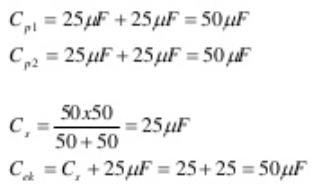 C_p1 = 25μF + 25μF = 50μF
C_p2 = 25μF + 25μF = 50μF
C_s = 50x50 / 50 + 50 = 25μF
C_ek = C_s + 25μF = 25 + 25 = 50μF